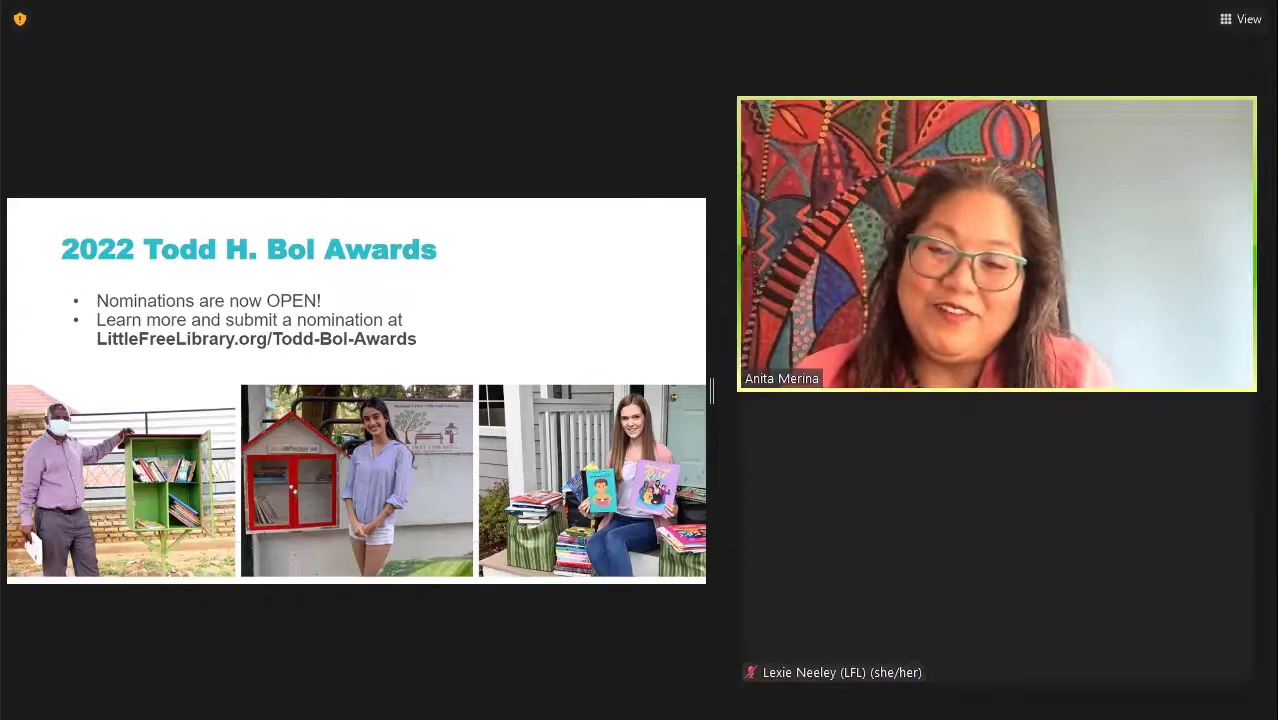 View
2022 Todd H. Bol Awards
• Nominations are now OPEN!
• Learn more and submit a nomination at
LittleFreeLibrary.org/Todd-Bol-Awards
Rise
Anita Merina
Lexie Neeley (LFL) (she/her)